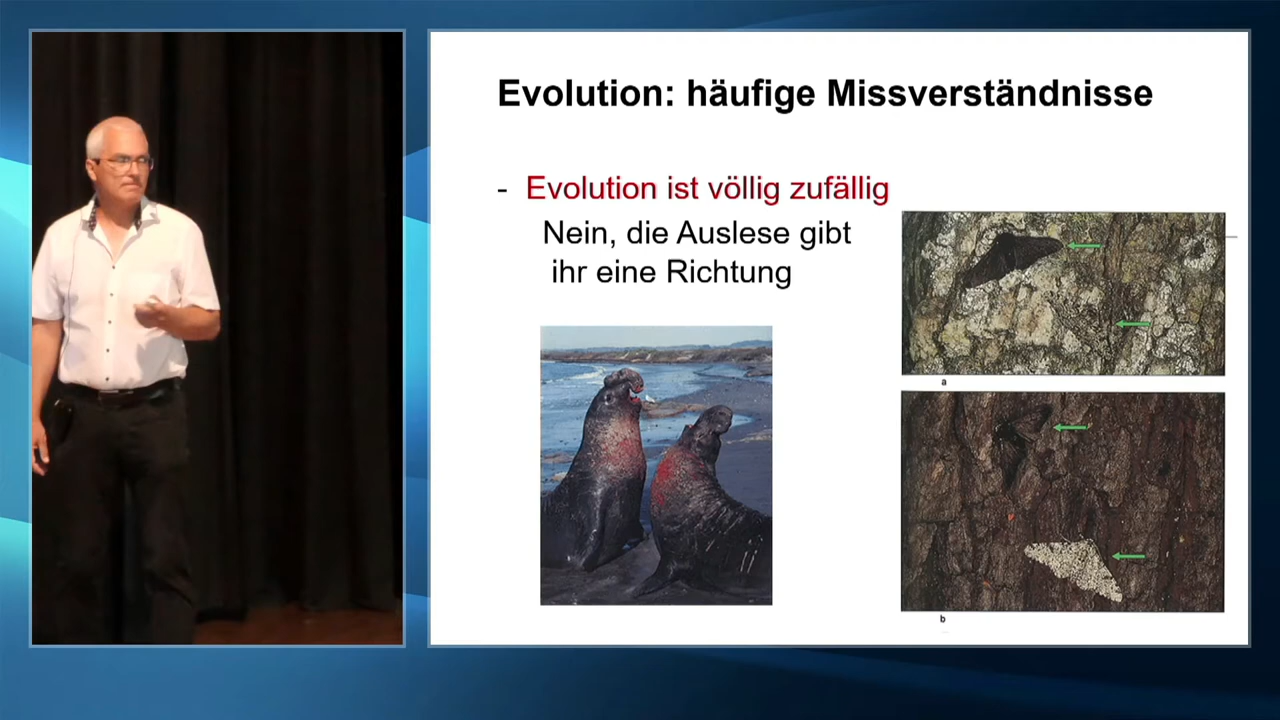 Evolution: häufige Missverständnisse
- Evolution ist völlig zufällig
Nein, die Auslese gibt
ihr eine Richtung
a
b